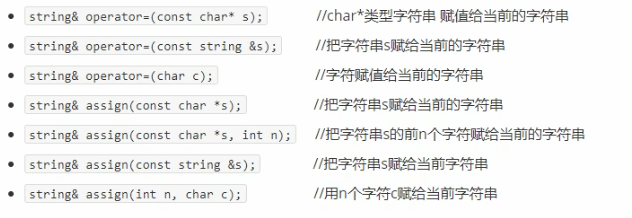 string& operator=(const char* s); //char*类型字符串 赋值给当前的字符串
string& operator=(const string &s); //把字符串s赋给当前的字符串
string& operator=(char c); //字符赋值给当前的字符串
string& assign(const char *s); //把字符串s赋给当前的字符串
string& assign(const char *s, int n); //把字符串s的前n个字符赋给当前的字符串
string& assign(const string &s); //把字符串s赋给当前字符串
string& assign(int n, char c); //用n个字符c赋给当前字符串